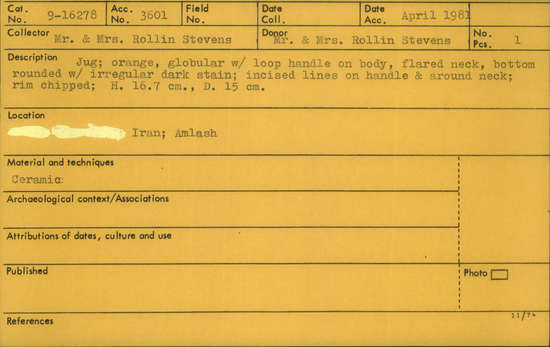 Cat. No. 9-16278 Acc. No. 3601 Field No. Date Coll. Date Acc. April 1981
Collector Mr. & Mrs. Rollin Stevens Donor Mr. & Mrs. Rollin Stevens No. Pcs. 1
Description Jug; orange, globular w/ loop handle on body, flared neck, bottom
rounded w/ irregular dark stain; incised lines on handle & around neck;
rim chipped; H. 16.7 cm., D. 15 cm.
Location
Iran; Amlash
Material and techniques
Ceramic
Archaeological context/Associations
Attributions of dates, culture and use
Published Photo
11/74
References